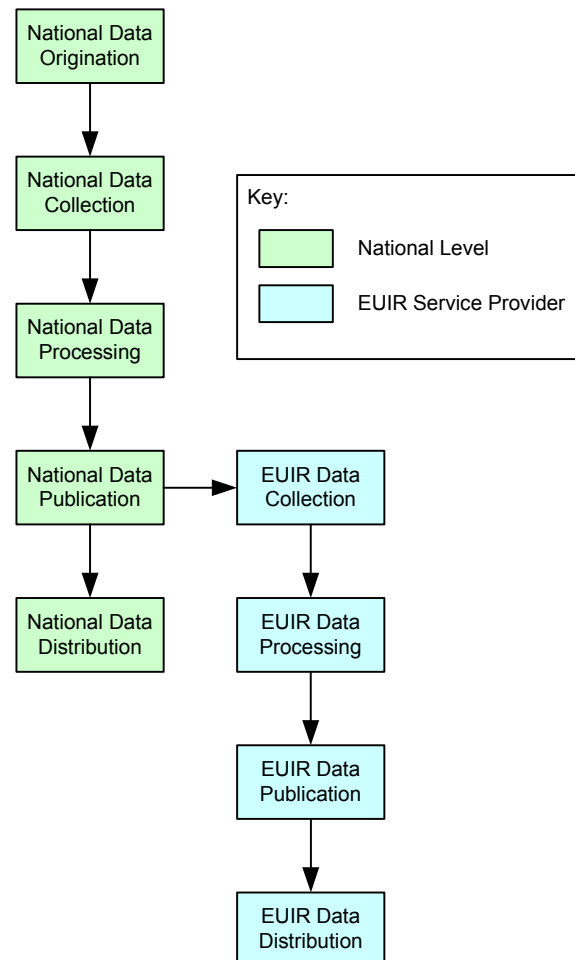 National Data
Origination
National Data
Collection
Key:
National Level
EUIR Service Provider
National Data
Processing
National Data
Publication
EUIR Data
Collection
National Data
Distribution
EUIR Data
Processing
EUIR Data
Publication
EUIR Data
Distribution